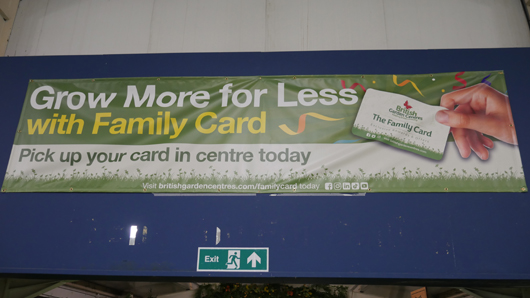 Grow More for Less
with Family Card
Pick up your card in centre today
Visit britishgardencentres.com/familycard today
British
Garden Centres
The Family Card
Exit